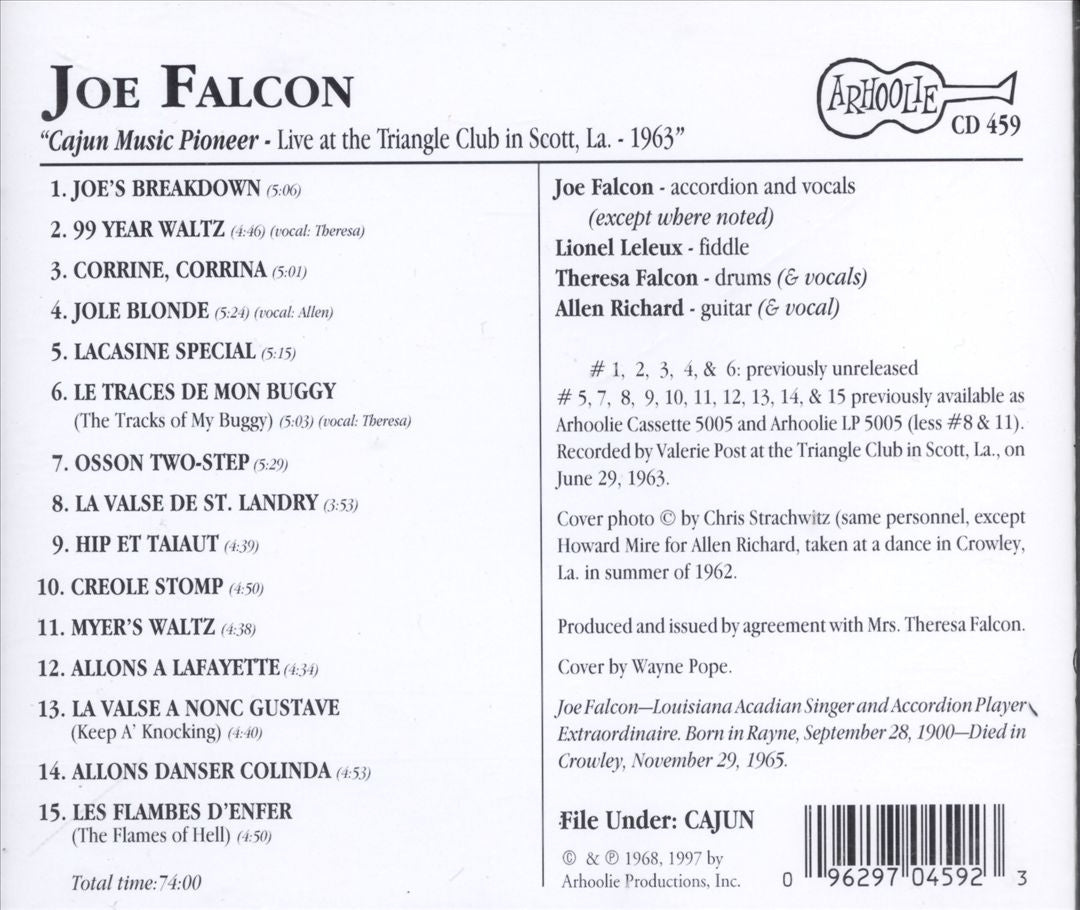 JOE FALCON
"Cajun Music Pioneer - Live at the Triangle Club in Scott, La. - 1963"
ARHOOLIE
CD 459
1. JOE'S BREAKDOWN (5:06)
2. 99 YEAR WALTZ (4:46) (vocal: Theresa)
3. CORRINE, CORRINA (5:01)
4. JOLE BLONDE (5:24) (vocal: Allen)
5. LACASINE SPECIAL (5:15)
6. LE TRACES DE MON BUGGY
(The Tracks of My Buggy) (5:03) (vocal: Theresa)
7. OSSON TWO-STEP (5:29)
8. LA VALSE DE ST. LANDRY (3:53)
9. HIP ET TAIAUT (4:39)
10. CREOLE STOMP (4:50)
11. MYER'S WALTZ (4:38)
12. ALLONS A LAFAYETTE (4:34)
13. LA VALSE A NONC GUSTAVE
(Keep A' Knocking) (4:40)
14. ALLONS DANSER COLINDA (4:53)
15. LES FLAMBES D'ENFER
(The Flames of Hell) (4:50)
Total time:74:00
Joe Falcon - accordion and vocals
(except where noted)
Lionel Leleux - fiddle
Theresa Falcon - drums (& vocals)
Allen Richard - guitar (& vocal)
# 1, 2, 3, 4, & 6: previously unreleased
# 5, 7, 8, 9, 10, 11, 12, 13, 14, & 15 previously available as
Arhoolie Cassette 5005 and Arhoolie LP 5005 (less #8 & 11).
Recorded by Valerie Post at the Triangle Club in Scott, La., on
June 29, 1963.
Cover photo © by Chris Strachwitz (same personnel, except
Howard Mire for Allen Richard, taken at a dance in Crowley,
La. in summer of 1962.
Produced and issued by agreement with Mrs. Theresa Falcon.
Cover by Wayne Pope.
Joe Falcon—Louisiana Acadian Singer and Accordion Player
Extraordinaire. Born in Rayne, September 28, 1900—Died in
Crowley, November 29, 1965.
File Under: CAJUN
© & ℗ 1968, 1997 by
Arhoolie Productions, Inc.
0 96297 04592 3